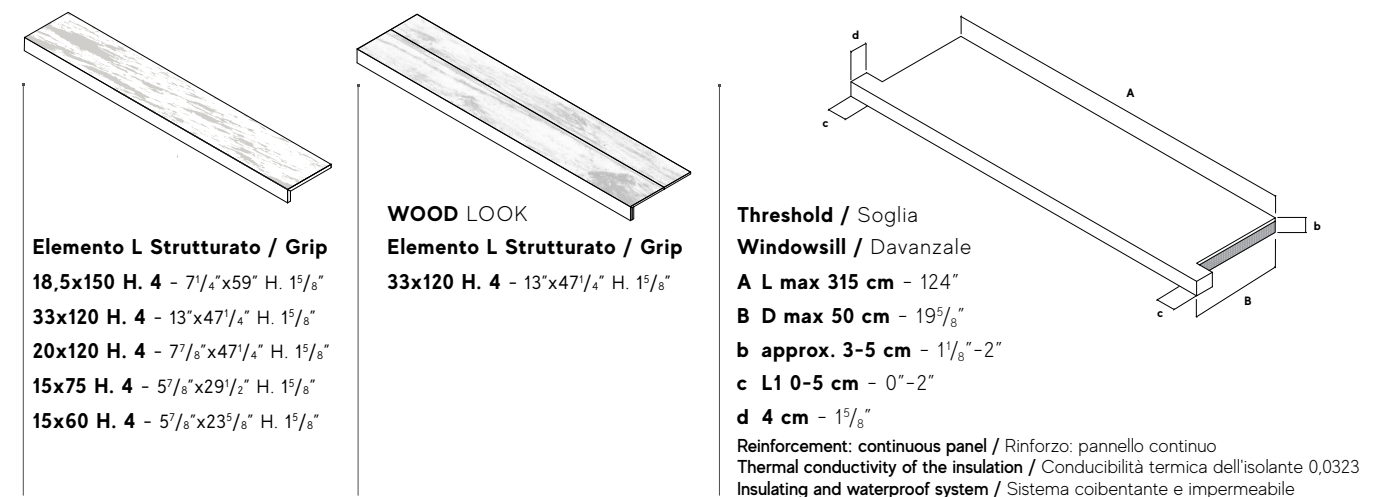 Elemento L Strutturato / Grip
18,5x150 H. 4 - 7¹/₄"x59" H. 1⁵/₈"
33x120 H. 4 - 13"x47¹/₄" H. 1⁵/₈"
20x120 H. 4 - 7⁷/₈"x47¹/₄" H. 1⁵/₈"
15x75 H. 4 - 5⁷/₈"x29¹/₂" H. 1⁵/₈"
15x60 H. 4 - 5⁷/₈"x23⁵/₈" H. 1⁵/₈"
WOOD LOOK
Elemento L Strutturato / Grip
33x120 H. 4 - 13"x47¹/₄" H. 1⁵/₈"
d
c
A
b
B
c
Threshold / Soglia
Windowsill / Davanzale
A L max 315 cm - 124"
B D max 50 cm - 19⁵/₈"
b approx. 3-5 cm - 1¹/₈"-2"
c L1 0-5 cm - 0"-2"
d 4 cm - 1⁵/₈"
Reinforcement: continuous panel / Rinforzo: pannello continuo
Thermal conductivity of the insulation / Conducibilità termica dell'isolante 0,0323
Insulating and waterproof system / Sistema coibentante e impermeabile